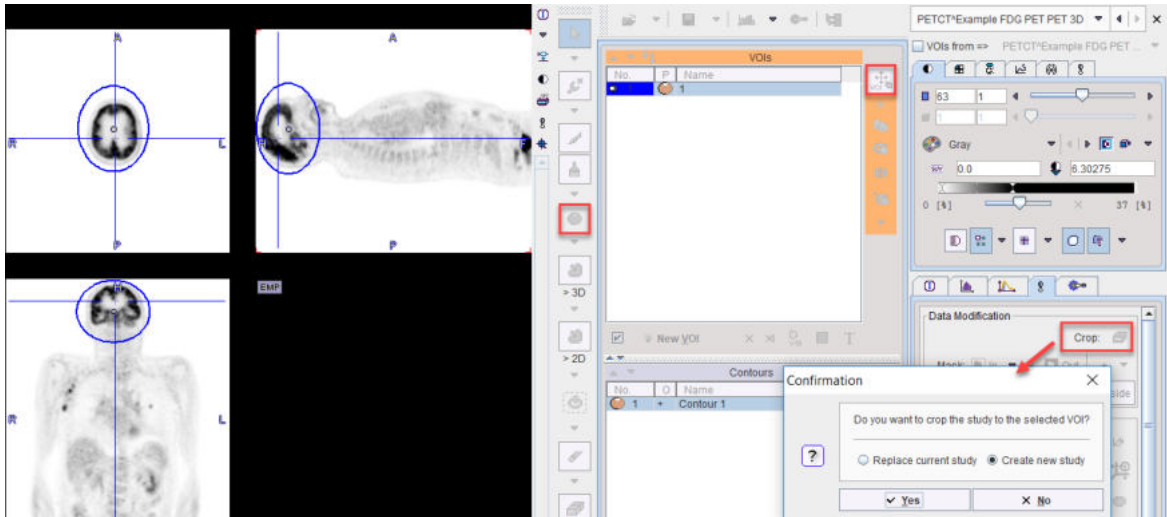 A
A
R
L
H
F
P
P
EMP
H
R
L
> 3D
> 2D
VOIs
No. P Name
1 1
New VOI
Contours
No. O Name
1 + Contour 1
PETCT^Example FDG PET PET 3D
VOIs from => PETCT^Example FDG PET ...
63 1
1 1
Gray
0.0 6.30275
0 [%] 37 [%]
Data Modification
Crop:
Confirmation
Do you want to crop the study to the selected VOI?
Replace current study Create new study
Yes No